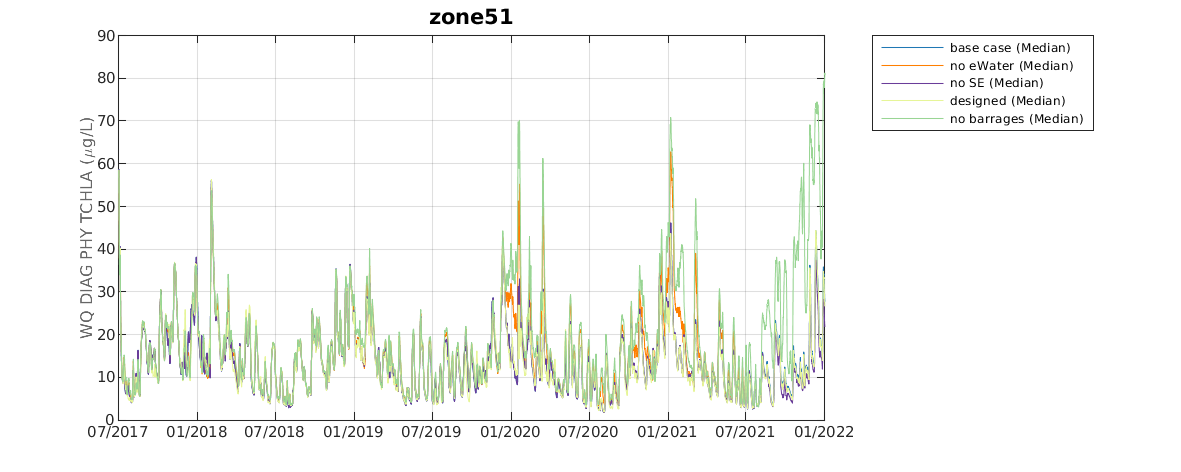 zone51
WQ DIAG PHY TCHLA (μg/L)
90
80
70
60
50
40
30
20
10
0
07/2017 01/2018 07/2018 01/2019 07/2019 01/2020 07/2020 01/2021 07/2021 01/2022
base case (Median)
no eWater (Median)
no SE (Median)
designed (Median)
no barrages (Median)